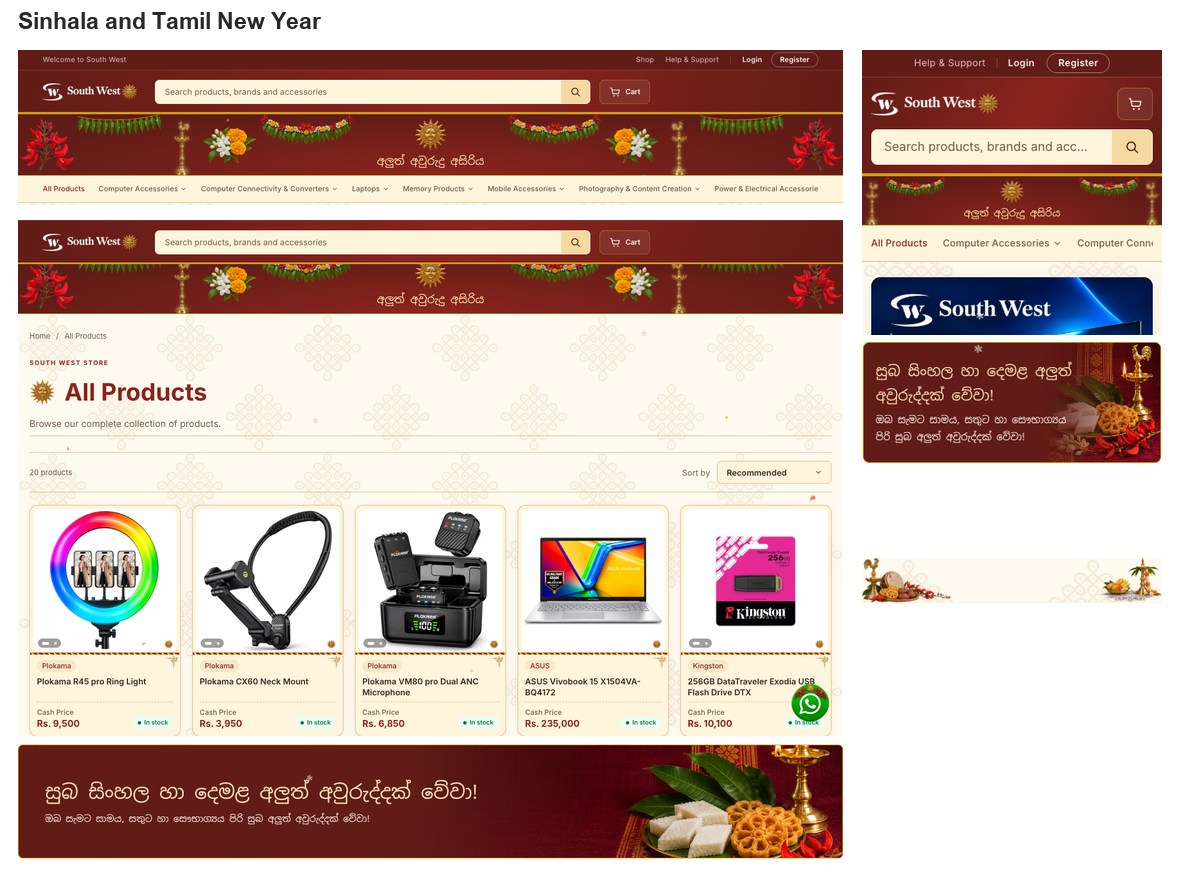 Sinhala and Tamil New Year
Welcome to South West
Shop Help & Support Login Register
South West
Search products, brands and accessories
Cart
අලුත් අවුරුදු අසිරිය
All Products Computer Accessories Computer Connectivity & Converters Laptops Memory Products Mobile Accessories Photography & Content Creation Power & Electrical Accessorie
South West
Search products, brands and accessories
Cart
අලුත් අවුරුදු අසිරිය
Home / All Products
SOUTH WEST STORE
All Products
Browse our complete collection of products.
20 products
Sort by Recommended
PLOKAMA
PLOKAMA
100
ASUS Vivobook
256
Kingston
Plokama
Plokama R45 pro Ring Light
Cash Price
Rs. 9,500
In stock
Plokama
Plokama CX60 Neck Mount
Cash Price
Rs. 3,950
In stock
Plokama
Plokama VM80 pro Dual ANC
Microphone
Cash Price
Rs. 6,850
In stock
ASUS
ASUS Vivobook 15 X1504VA-
BQ4172
Cash Price
Rs. 235,000
In stock
Kingston
256GB DataTraveler Exodia USB
Flash Drive DTX
Cash Price
Rs. 10,100
In stock
සුබ සිංහල හා දෙමළ අලුත් අවුරුද්දක් වේවා!
ඔබ සැමට සාමය, සතුට හා සෞභාග්‍යය පිරි සුබ අලුත් අවුරුද්දක් වේවා!
Help & Support Login Register
South West
Search products, brands and acc...
අලුත් අවුරුදු අසිරිය
All Products Computer Accessories Computer Conne
South West
සුබ සිංහල හා දෙමළ අලුත්
අවුරුද්දක් වේවා!
ඔබ සැමට සාමය, සතුට හා සෞභාග්‍යය
පිරි සුබ අලුත් අවුරුද්දක් වේවා!